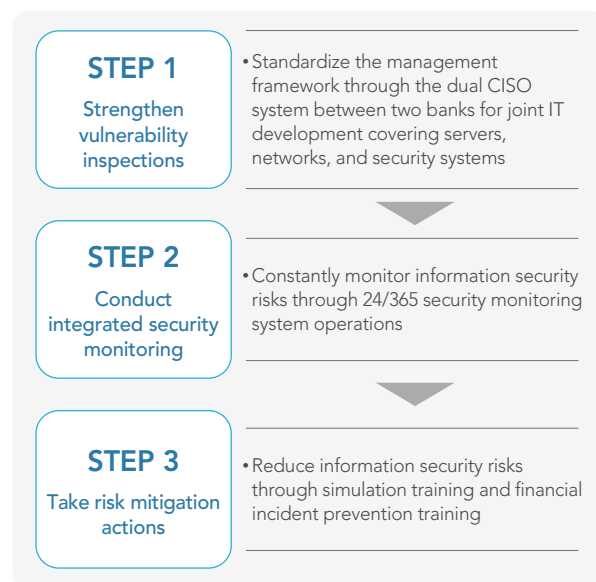 STEP 1
Strengthen
vulnerability
inspections
• Standardize the management
framework through the dual CISO
system between two banks for joint IT
development covering servers,
networks, and security systems
STEP 2
Conduct
integrated security
monitoring
• Constantly monitor information security
risks through 24/365 security monitoring
system operations
STEP 3
Take risk mitigation
actions
• Reduce information security risks
through simulation training and financial
incident prevention training